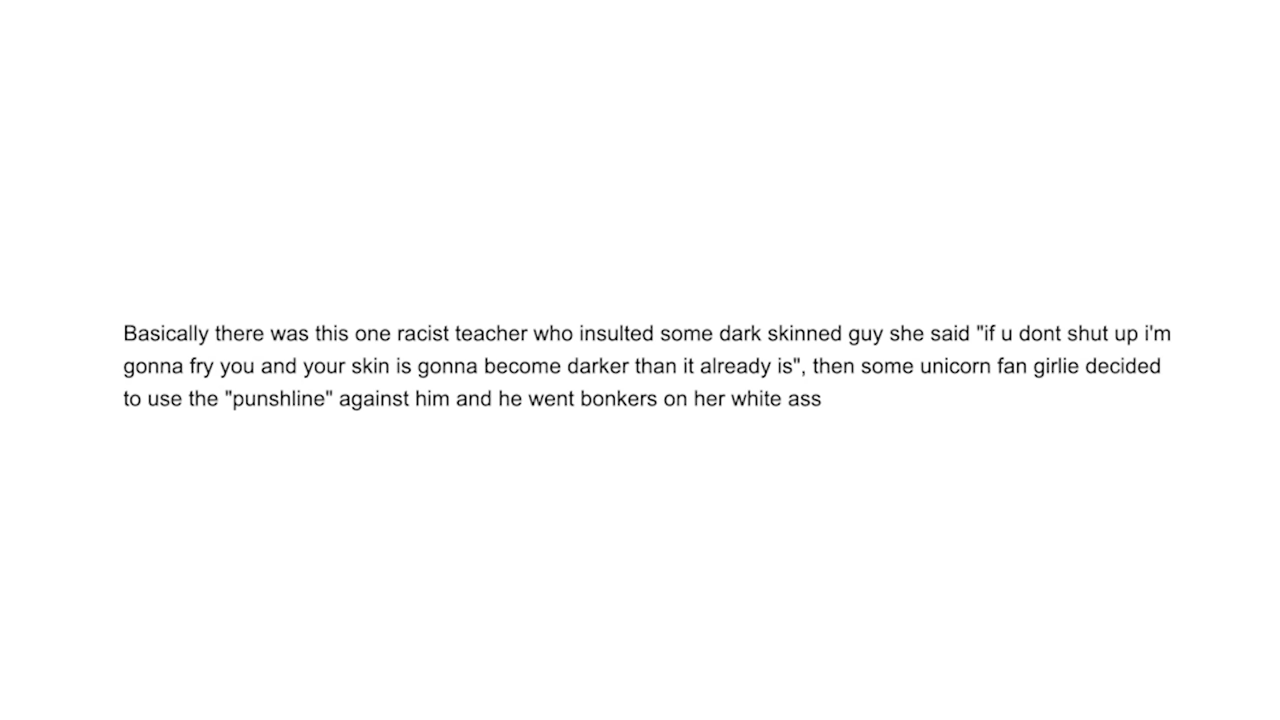 Basically there was this one racist teacher who insulted some dark skinned guy she said "if u dont shut up i'm
gonna fry you and your skin is gonna become darker than it already is", then some unicorn fan girlie decided
to use the "punshline" against him and he went bonkers on her white ass